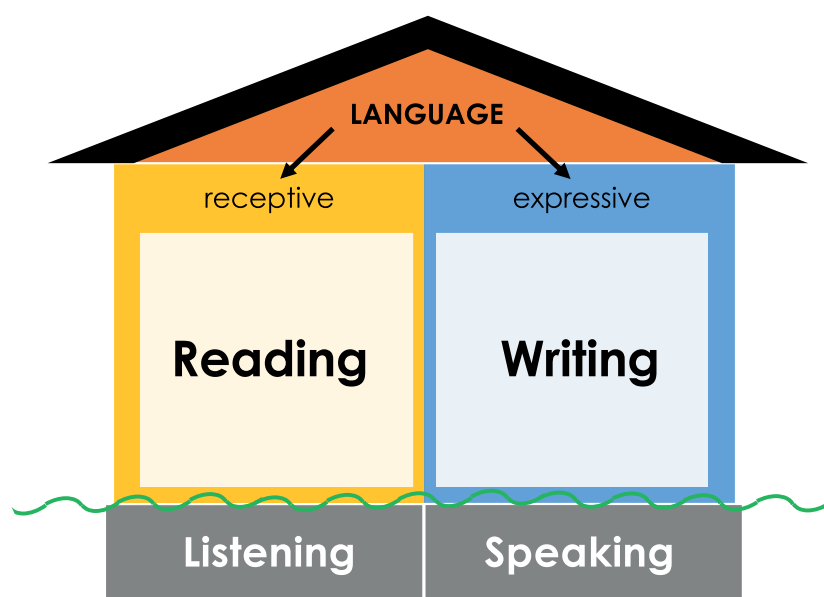 LANGUAGE
receptive
expressive
Reading
Writing
Listening
Speaking